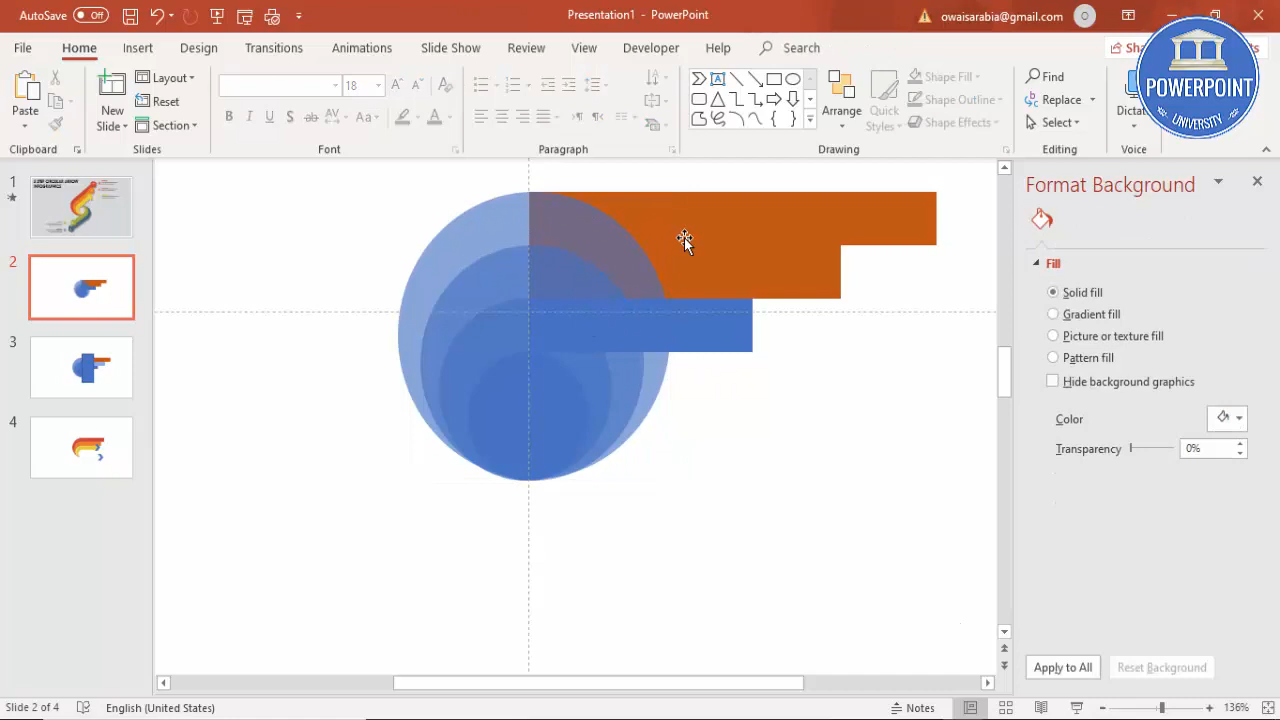 AutoSave Off
Presentation1 - PowerPoint
owaisarabia@gmail.com
O
File Home Insert Design Transitions Animations Slide Show Review View Developer Help Search
Paste
Clipboard
New
Slide
Layout
Reset
Section
Slides
18
Font
Paragraph
Arrange
Quick
Styles
Shape Fill
Shape Outline
Shape Effects
Drawing
Find
Replace
Select
Editing
Voice
POWERPOINT
UNIVERSITY
1
2
3
4
Format Background
Fill
Solid fill
Gradient fill
Picture or texture fill
Pattern fill
Hide background graphics
Color
Transparency 0%
Apply to All Reset Background
Slide 2 of 4 English (United States) Notes 136%